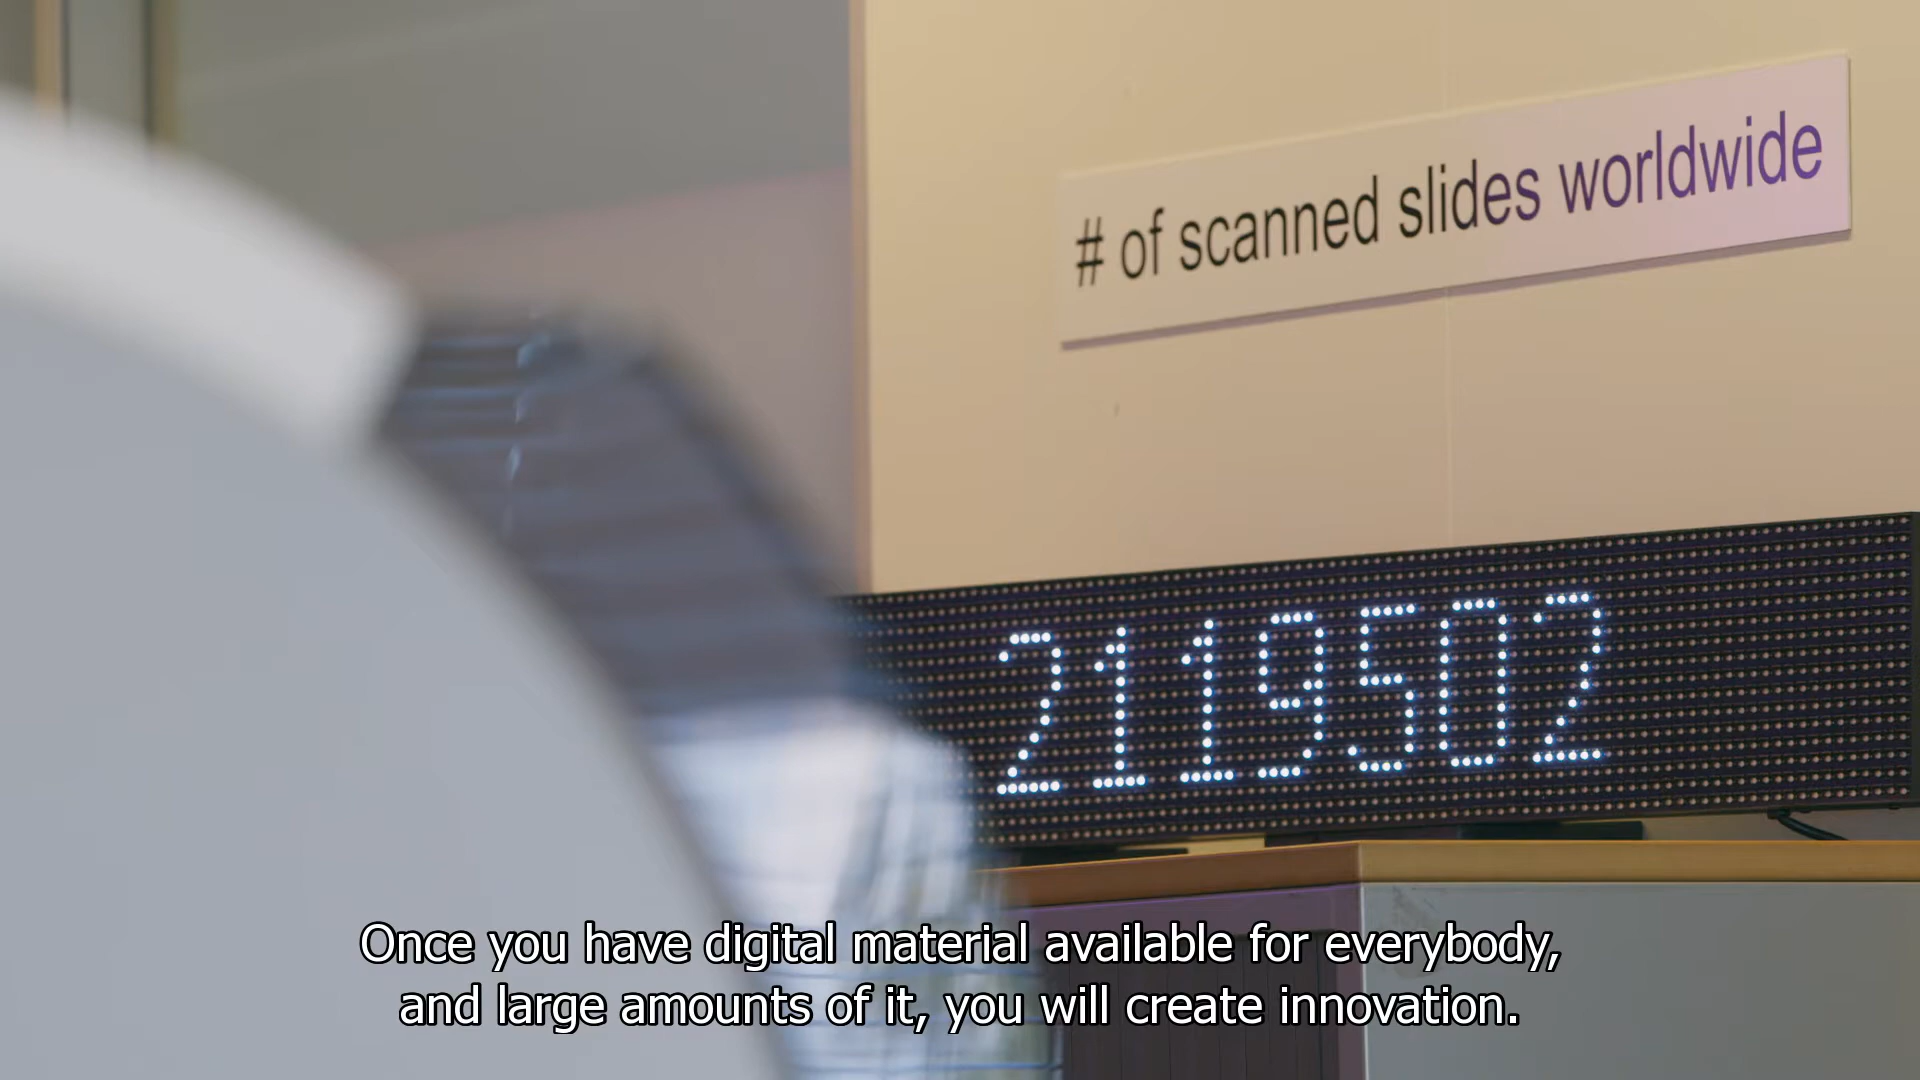 # of scanned slides worldwide
2119502
Once you have digital material available for everybody,
and large amounts of it, you will create innovation.